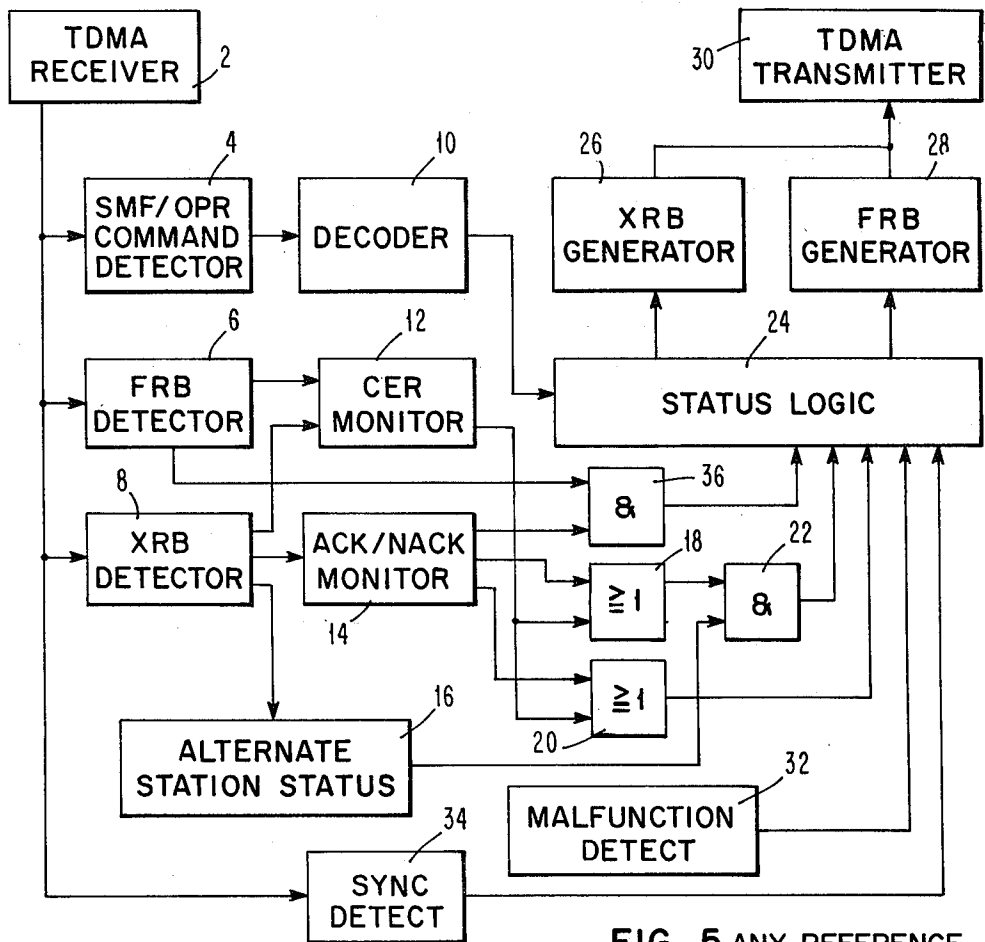 TDMA
RECEIVER
2
30
TDMA
TRANSMITTER
4
SMF/OPR
COMMAND
DETECTOR
10
DECODER
26
XRB
GENERATOR
28
FRB
GENERATOR
6
FRB
DETECTOR
12
CER
MONITOR
24
STATUS LOGIC
8
XRB
DETECTOR
ACK/NACK
MONITOR
14
&
36
≧1
18
&
22
≧1
20
16
ALTERNATE
STATION STATUS
MALFUNCTION
DETECT
32
34
SYNC
DETECT
FIG. 5 ANY REFERENCE